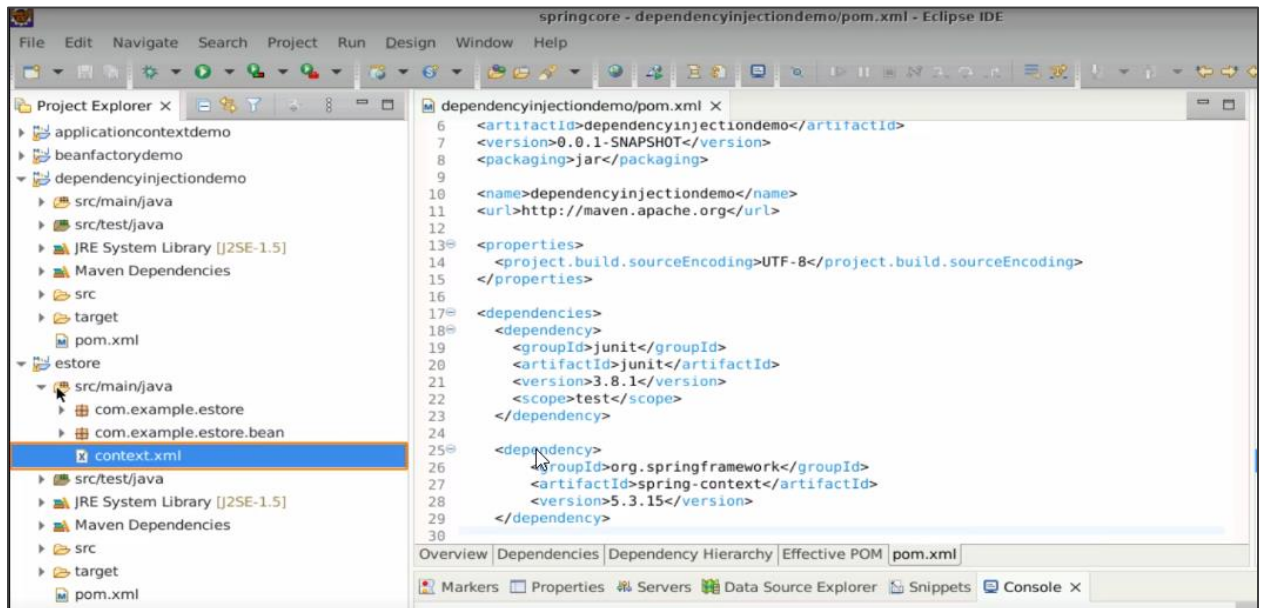 springcore - dependencyinjectiondemo/pom.xml - Eclipse IDE
File Edit Navigate Search Project Run Design Window Help
Project Explorer
applicationcontextdemo
beanfactorydemo
dependencyinjectiondemo
src/main/java
src/test/java
JRE System Library [J2SE-1.5]
Maven Dependencies
src
target
pom.xml
estore
src/main/java
com.example.estore
com.example.estore.bean
context.xml
src/test/java
JRE System Library [J2SE-1.5]
Maven Dependencies
src
target
pom.xml
dependencyinjectiondemo/pom.xml
6 <artifactId>dependencyinjectiondemo</artifactId>
7 <version>0.0.1-SNAPSHOT</version>
8 <packaging>jar</packaging>
9
10 <name>dependencyinjectiondemo</name>
11 <url>http://maven.apache.org</url>
12
13 <properties>
14 <project.build.sourceEncoding>UTF-8</project.build.sourceEncoding>
15 </properties>
16
17 <dependencies>
18 <dependency>
19 <groupId>junit</groupId>
20 <artifactId>junit</artifactId>
21 <version>3.8.1</version>
22 <scope>test</scope>
23 </dependency>
24
25 <dependency>
26 <groupId>org.springframework</groupId>
27 <artifactId>spring-context</artifactId>
28 <version>5.3.15</version>
29 </dependency>
30
Overview Dependencies Dependency Hierarchy Effective POM pom.xml
Markers Properties Servers Data Source Explorer Snippets Console